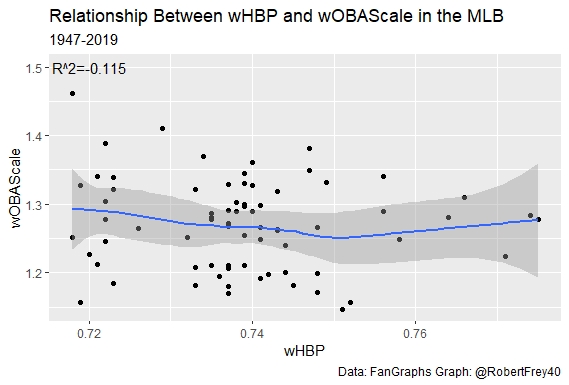 Relationship Between wHBP and wOBAScale in the MLB
1947-2019
R^2=-0.115
1.5
1.4
1.3
1.2
wOBAScale
0.72 0.74 0.76
wHBP
Data: FanGraphs Graph: @RobertFrey40